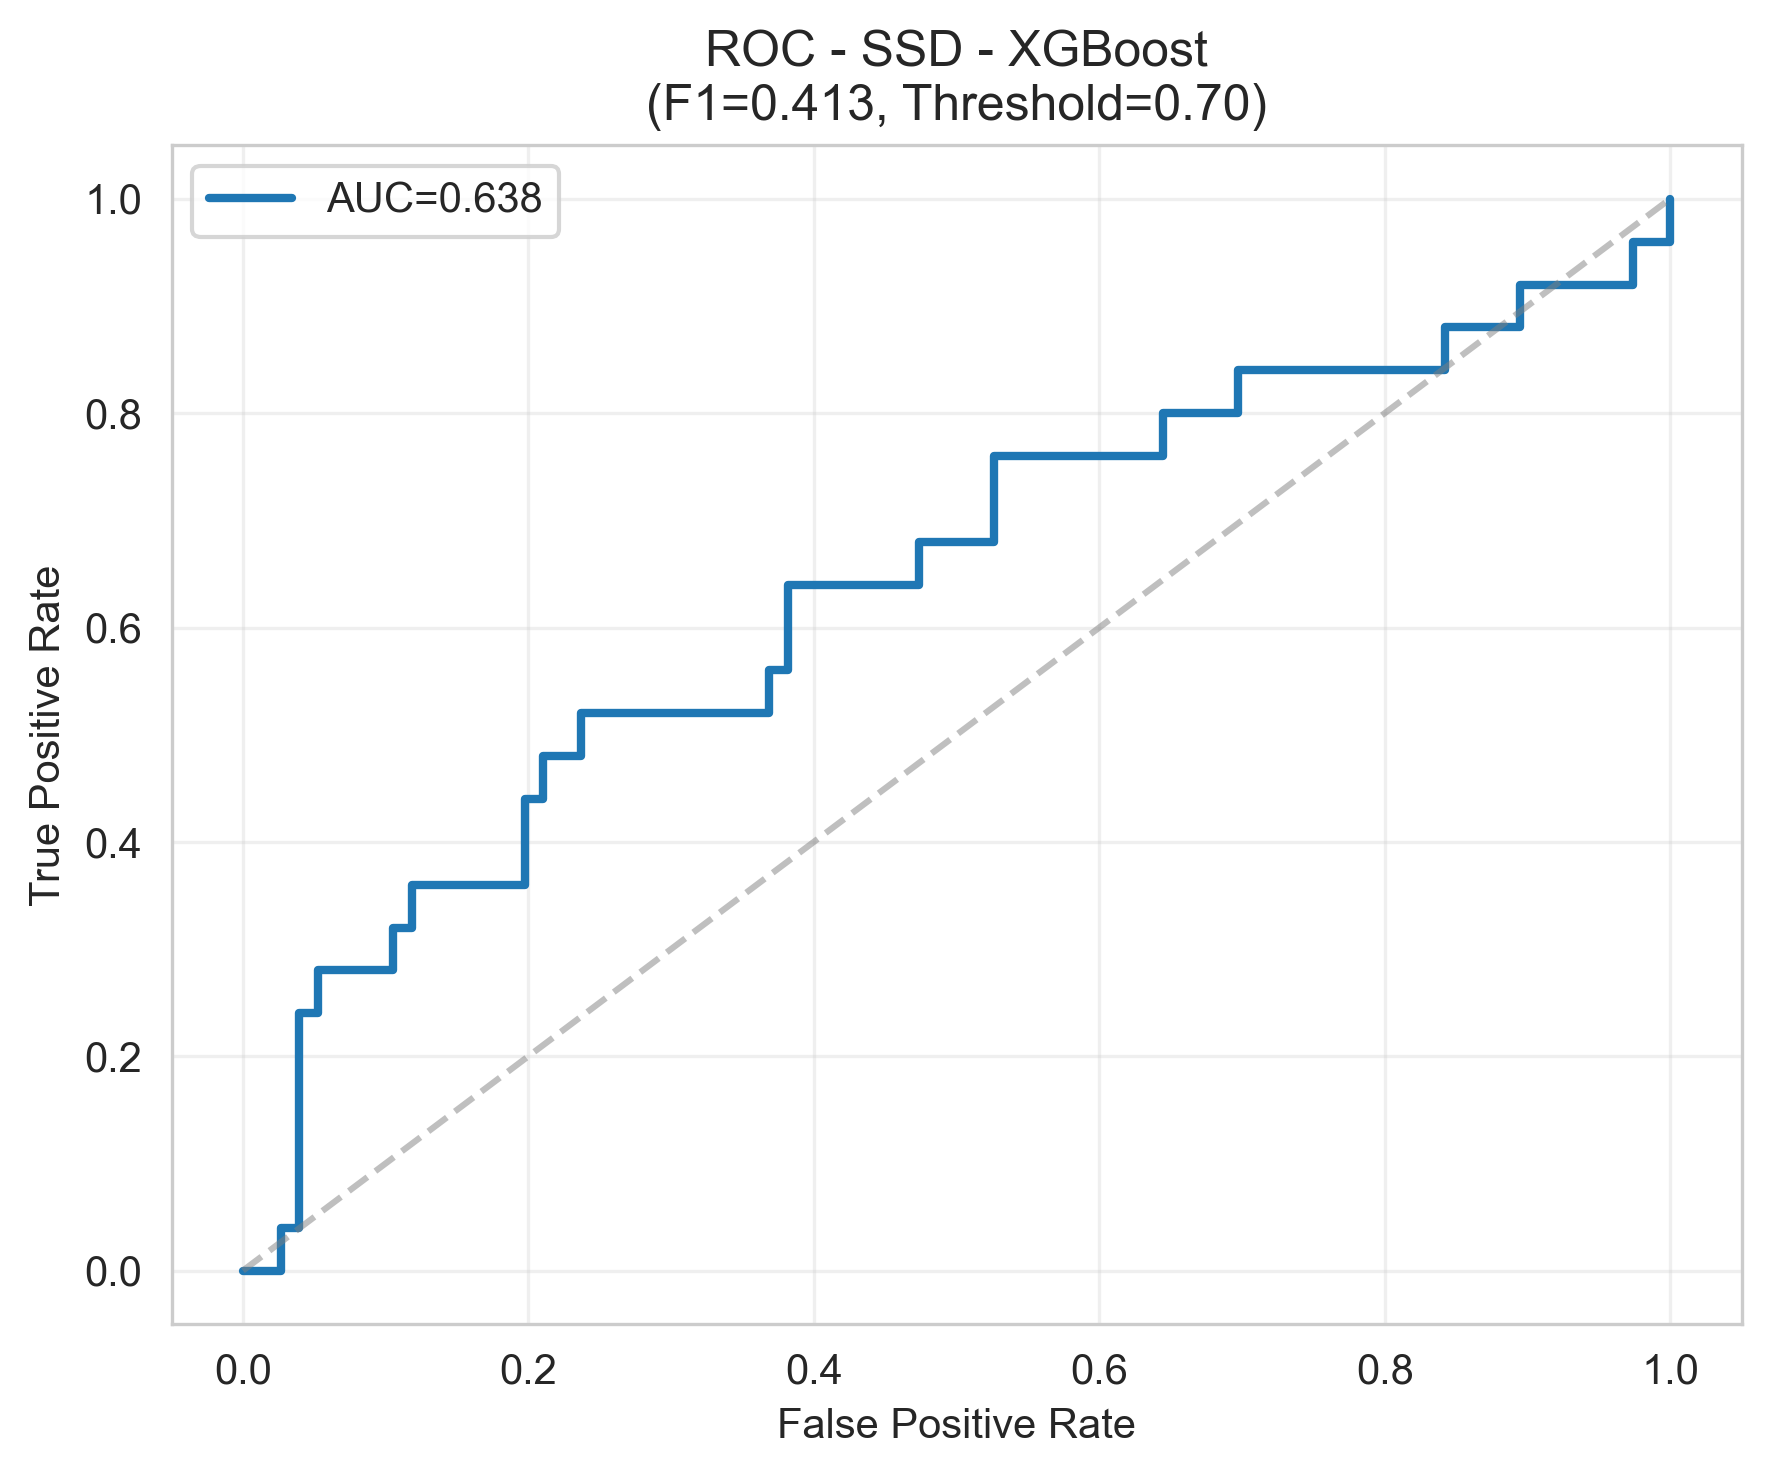 ROC - SSD - XGBoost
(F1=0.413, Threshold=0.70)
AUC=0.638
1.0
0.8
0.6
0.4
0.2
0.0
True Positive Rate
0.0 0.2 0.4 0.6 0.8 1.0
False Positive Rate